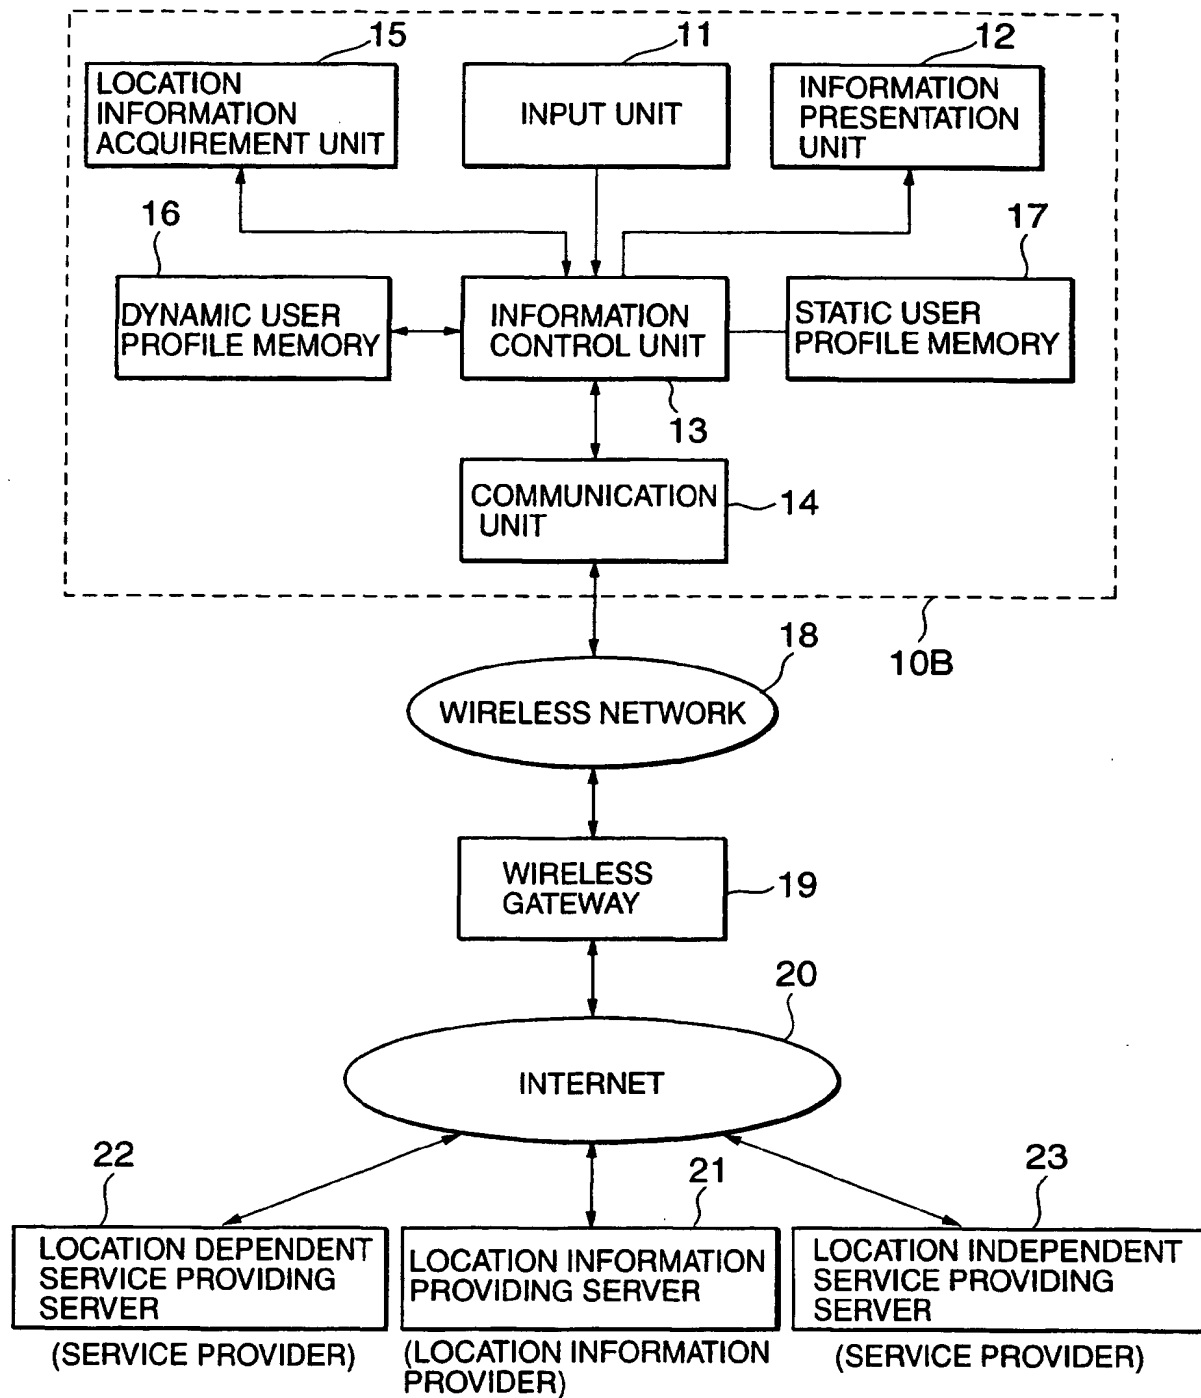 15
11
12
LOCATION
INFORMATION
ACQUIREMENT UNIT
INPUT UNIT
INFORMATION
PRESENTATION
UNIT
16
17
DYNAMIC USER
PROFILE MEMORY
INFORMATION
CONTROL UNIT
STATIC USER
PROFILE MEMORY
13
COMMUNICATION
UNIT
14
10B
18
WIRELESS NETWORK
WIRELESS
GATEWAY
19
20
INTERNET
22
21
23
LOCATION DEPENDENT
SERVICE PROVIDING
SERVER
(SERVICE PROVIDER)
LOCATION INFORMATION
PROVIDING SERVER
(LOCATION INFORMATION
PROVIDER)
LOCATION INDEPENDENT
SERVICE PROVIDING
SERVER
(SERVICE PROVIDER)